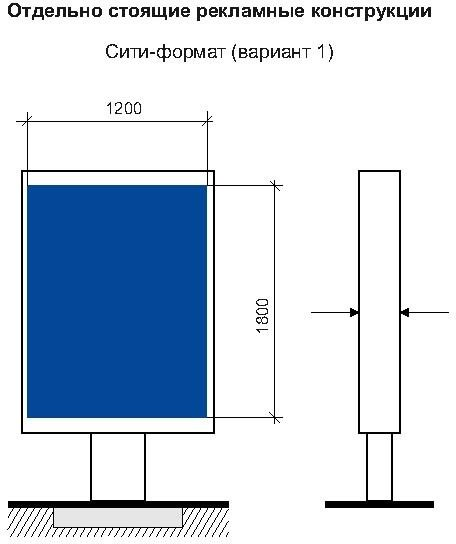 Отдельно стоящие рекламные конструкции
Сити-формат (вариант 1)
1200
1800